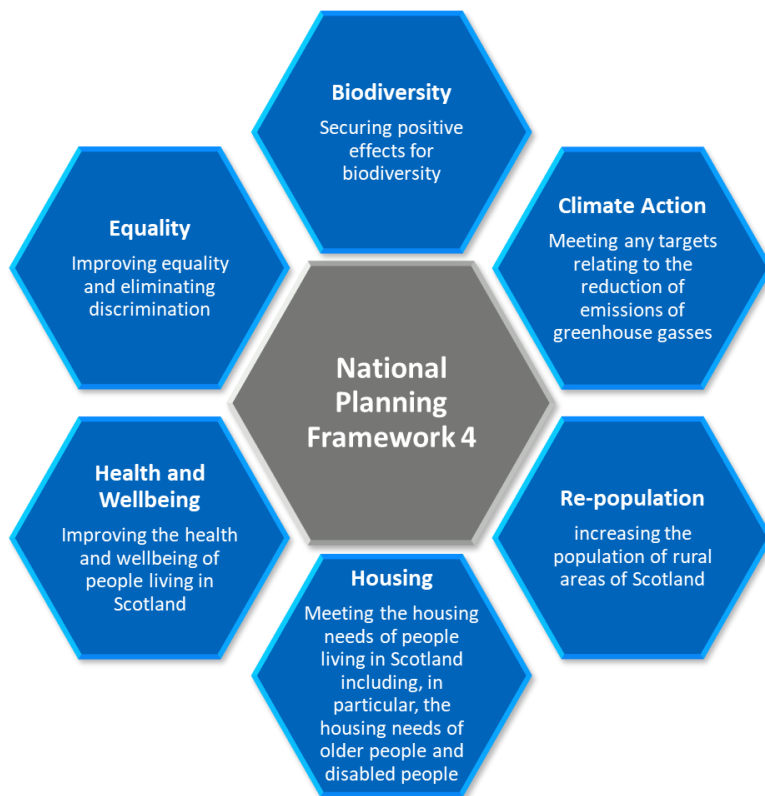 Biodiversity
Securing positive
effects for
biodiversity
Climate Action
Meeting any targets
relating to the
reduction of
emissions of
greenhouse gasses
Equality
Improving equality
and eliminating
discrimination
National
Planning
Framework 4
Health and
Wellbeing
Improving the health
and wellbeing of
people living in
Scotland
Re-population
increasing the
population of rural
areas of Scotland
Housing
Meeting the housing
needs of people
living in Scotland
including, in
particular, the
housing needs of
older people and
disabled people